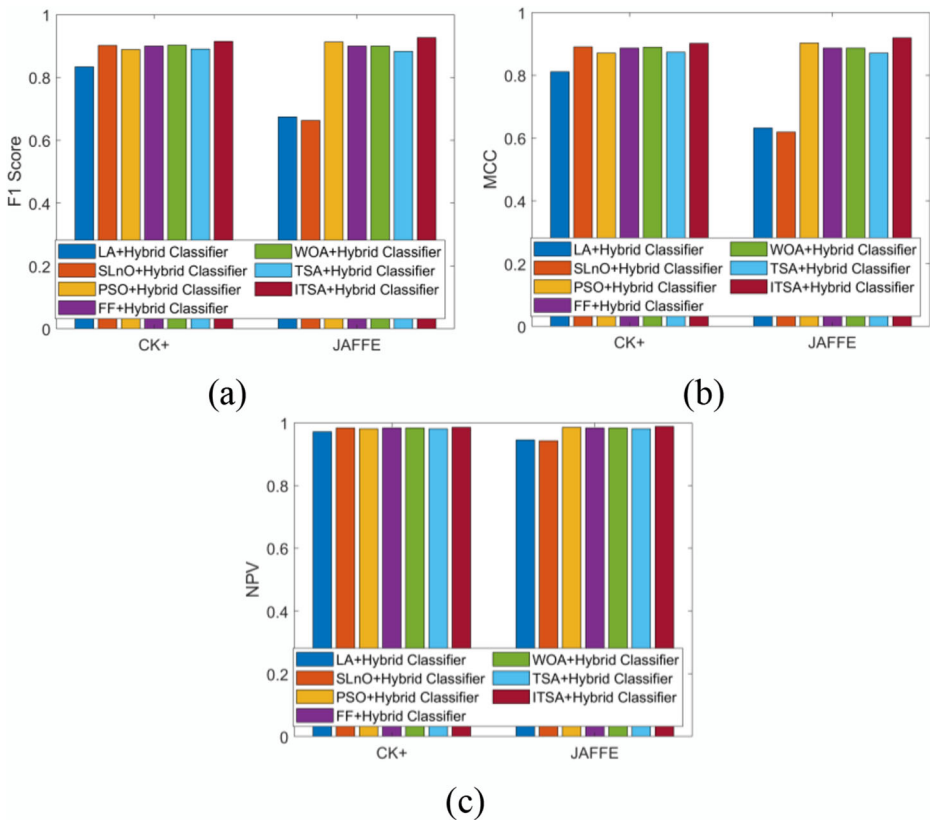 1
0.8
0.6
0.4
0.2
0
F1 Score
LA+Hybrid Classifier
SLnO+Hybrid Classifier
PSO+Hybrid Classifier
FF+Hybrid Classifier
WOA+Hybrid Classifier
TSA+Hybrid Classifier
ITSA+Hybrid Classifier
CK+
JAFFE
(a)
1
0.8
0.6
0.4
0.2
0
MCC
LA+Hybrid Classifier
SLnO+Hybrid Classifier
PSO+Hybrid Classifier
FF+Hybrid Classifier
WOA+Hybrid Classifier
TSA+Hybrid Classifier
ITSA+Hybrid Classifier
CK+
JAFFE
(b)
1
0.8
0.6
0.4
0.2
0
NPV
LA+Hybrid Classifier
SLnO+Hybrid Classifier
PSO+Hybrid Classifier
FF+Hybrid Classifier
WOA+Hybrid Classifier
TSA+Hybrid Classifier
ITSA+Hybrid Classifier
CK+
JAFFE
(c)